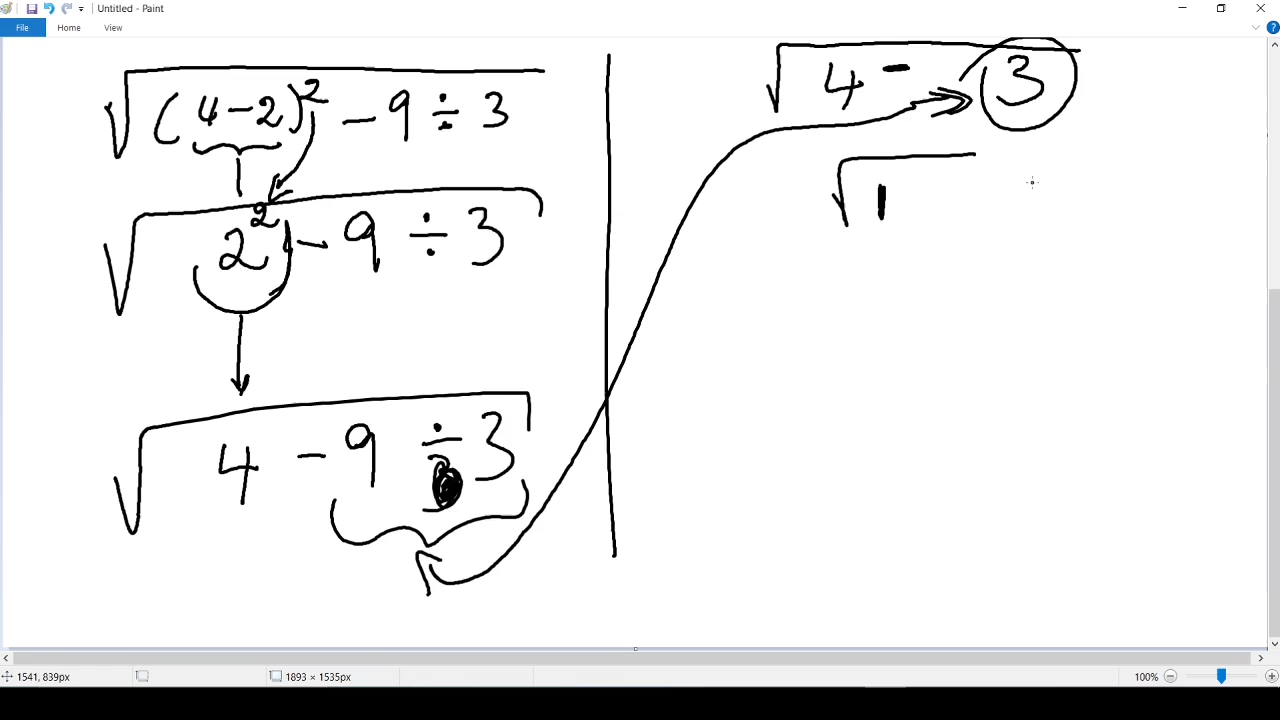 Untitled - Paint
File Home View
√(4-2)² - 9 ÷ 3
√2² - 9 ÷ 3
√4 - 9 ÷ 3
√4 - 3
√1
1541, 839px 1893 × 1535px 100%